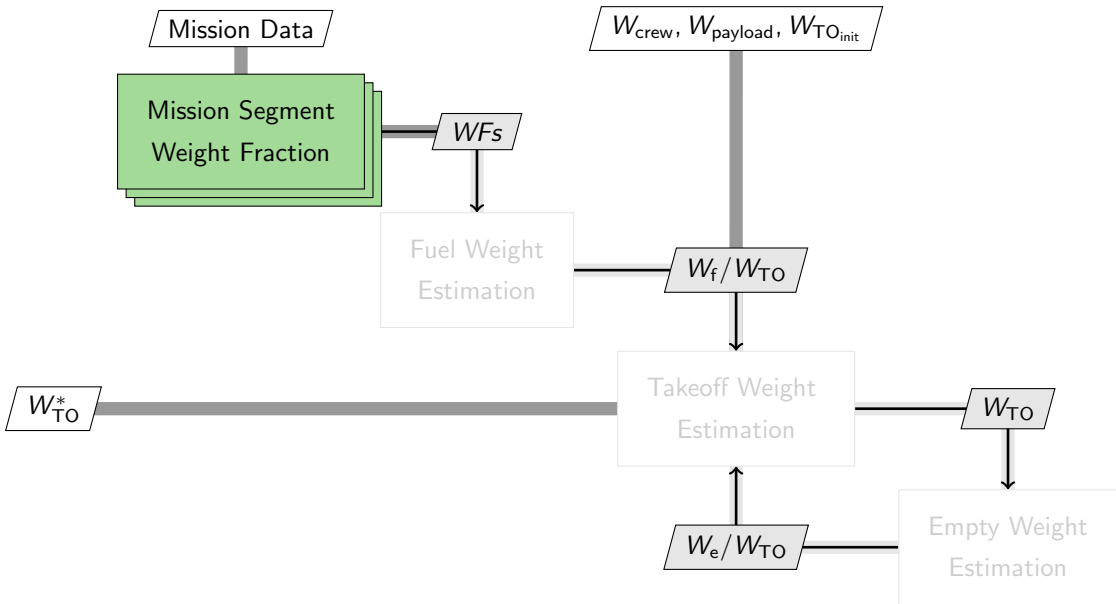 Mission Data
W_crew, W_payload, W_TO_init
Mission Segment
Weight Fraction
WFs
Fuel Weight
Estimation
W_f/W_TO
Takeoff Weight
Estimation
W*_TO
W_TO
W_e/W_TO
Empty Weight
Estimation